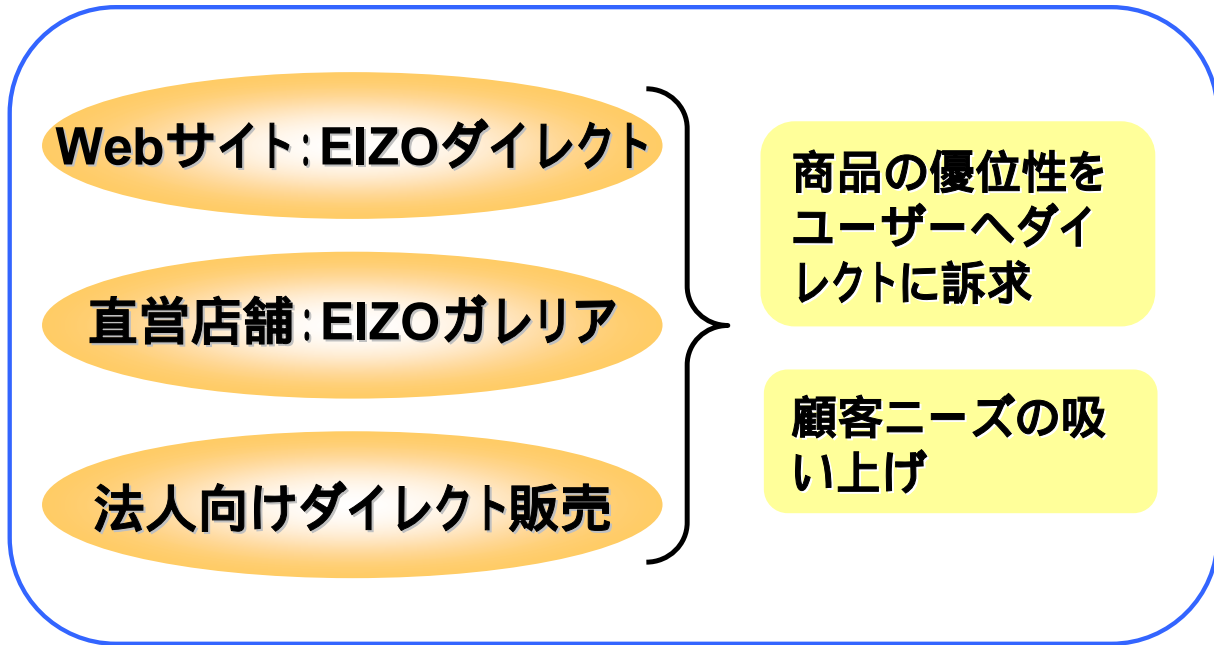 Webサイト:EIZOダイレクト
直営店舗:EIZOガレリア
法人向けダイレクト販売
商品の優位性を
ユーザーへダイ
レクトに訴求
顧客ニーズの吸
い上げ